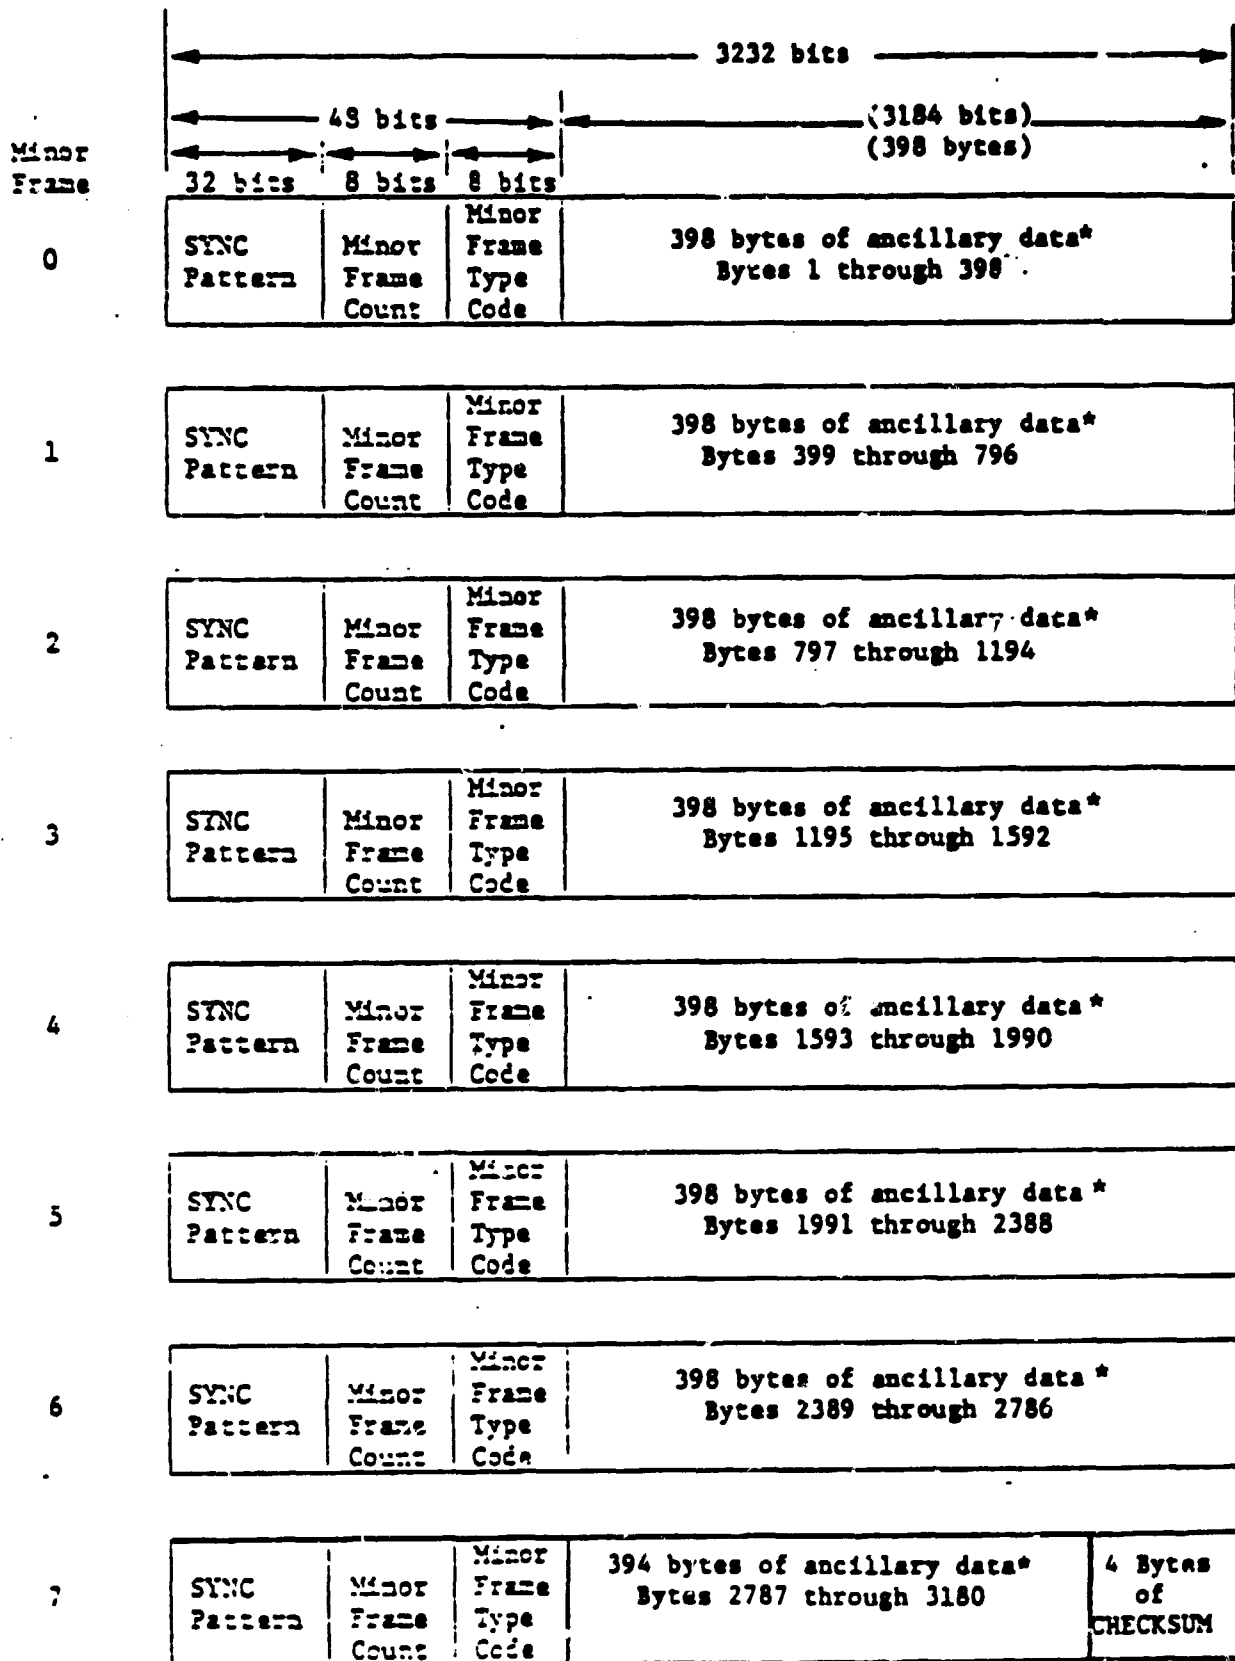 3232 bits
48 bits
(3184 bits)
(398 bytes)
Minor
Frame
32 bits
8 bits
8 bits
0
SYNC
Pattern
Minor
Frame
Count
Minor
Frame
Type
Code
398 bytes of ancillary data*
Bytes 1 through 398
1
SYNC
Pattern
Minor
Frame
Count
Minor
Frame
Type
Code
398 bytes of ancillary data*
Bytes 399 through 796
2
SYNC
Pattern
Minor
Frame
Count
Minor
Frame
Type
Code
398 bytes of ancillary data*
Bytes 797 through 1194
3
SYNC
Pattern
Minor
Frame
Count
Minor
Frame
Type
Code
398 bytes of ancillary data*
Bytes 1195 through 1592
4
SYNC
Pattern
Minor
Frame
Count
Minor
Frame
Type
Code
398 bytes of ancillary data*
Bytes 1593 through 1990
5
SYNC
Pattern
Minor
Frame
Count
Minor
Frame
Type
Code
398 bytes of ancillary data*
Bytes 1991 through 2388
6
SYNC
Pattern
Minor
Frame
Count
Minor
Frame
Type
Code
398 bytes of ancillary data*
Bytes 2389 through 2786
7
SYNC
Pattern
Minor
Frame
Count
Minor
Frame
Type
Code
394 bytes of ancillary data*
Bytes 2787 through 3180
4 Bytes
of
CHECKSUM